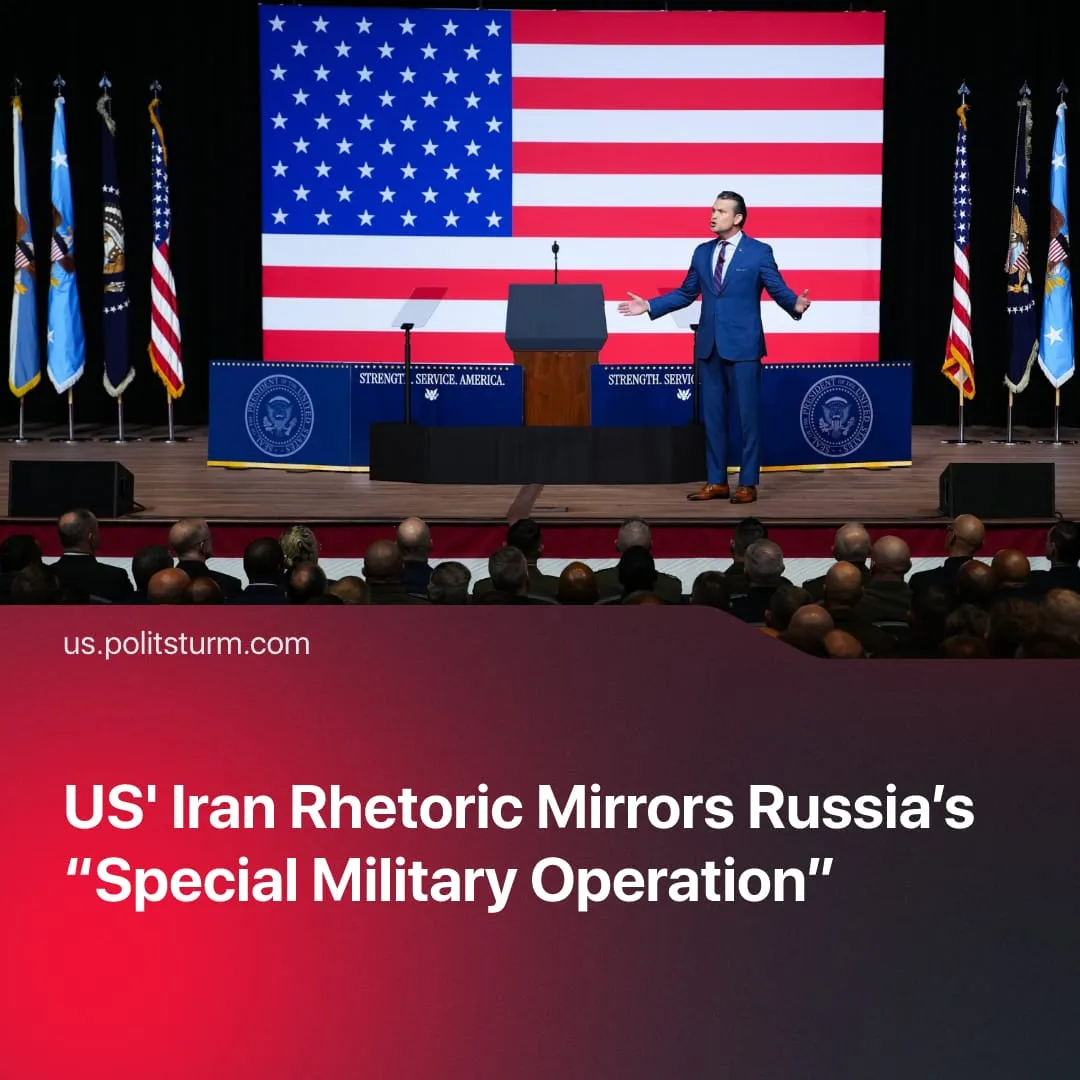 STRENGTH. SERVICE. AMERICA.
STRENGTH. SERVIC
us.politsturm.com
US' Iran Rhetoric Mirrors Russia’s
“Special Military Operation”